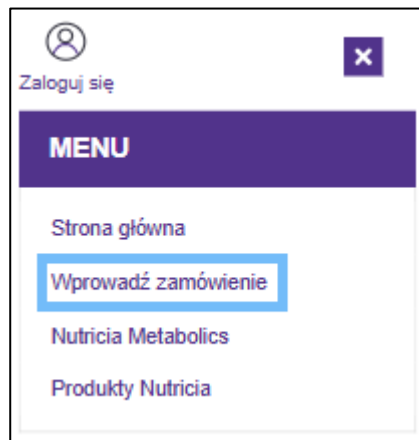 Zaloguj się
MENU
Strona główna
Wprowadź zamówienie
Nutricia Metabolics
Produkty Nutricia